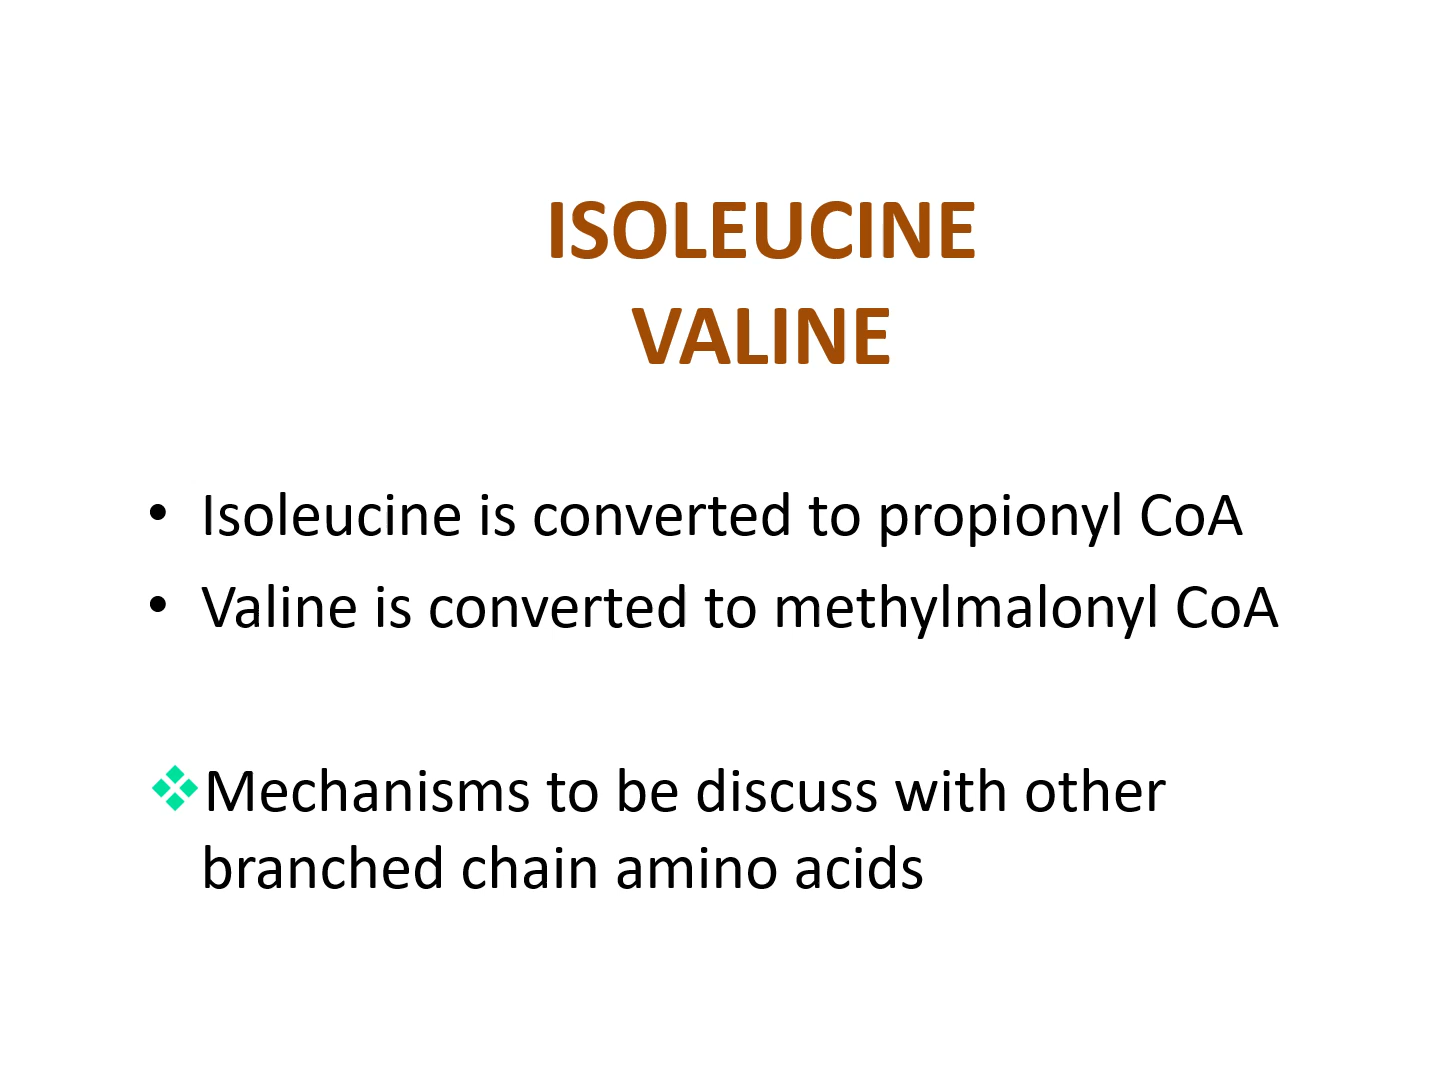 ISOLEUCINE
VALINE
• Isoleucine is converted to propionyl CoA
• Valine is converted to methylmalonyl CoA
❖Mechanisms to be discuss with other
branched chain amino acids